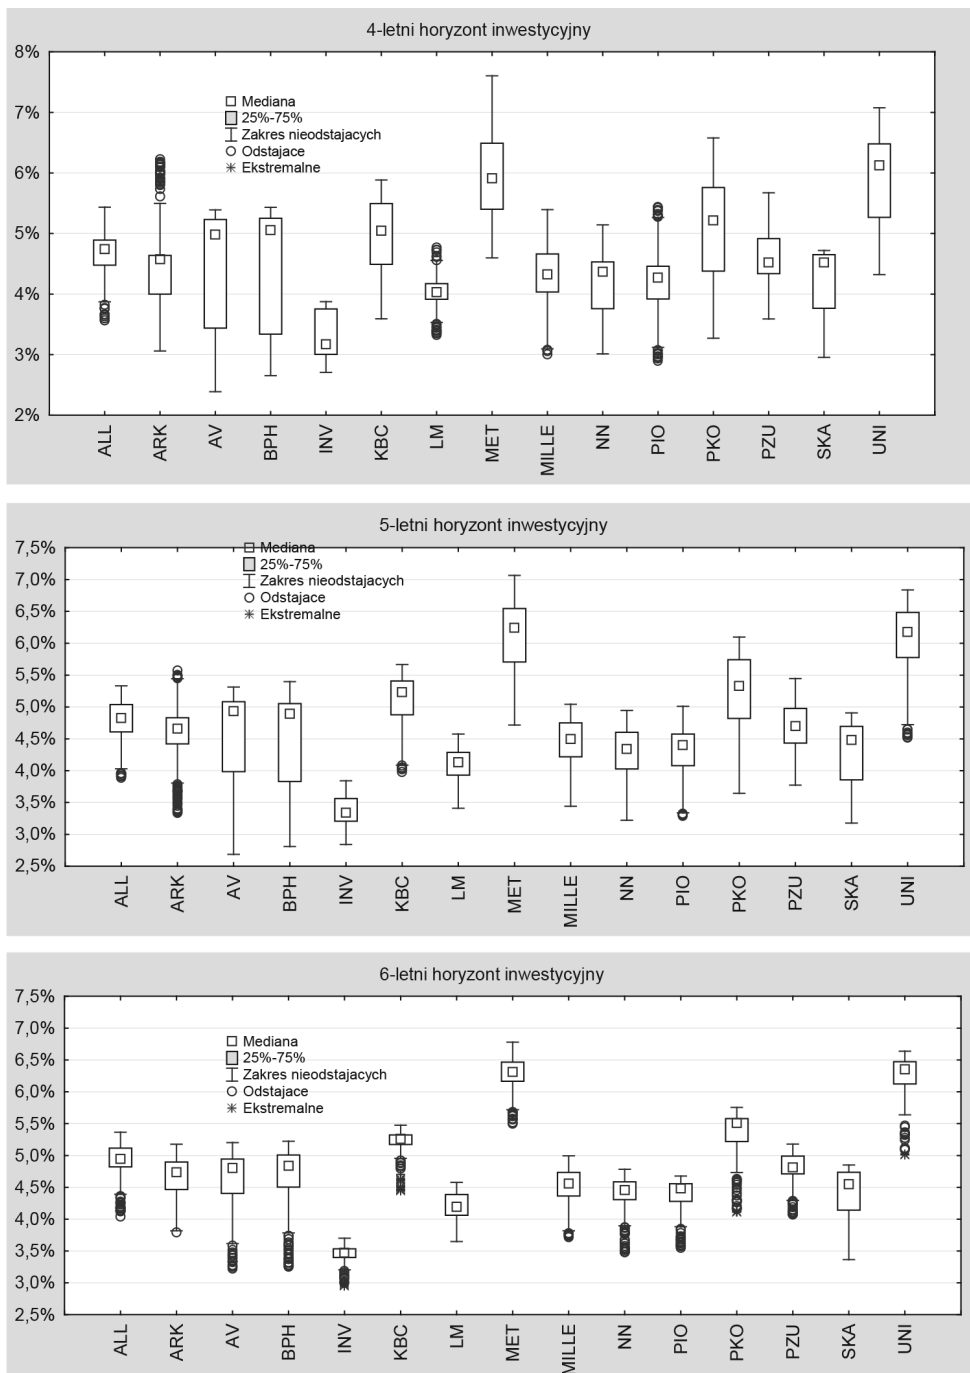 4-letni horyzont inwestycyjny
8%
7%
6%
5%
4%
3%
2%
Mediana
25%-75%
Zakres nieodstajacych
Odstajace
Ekstremalne
ALL
ARK
AV
BPH
INV
KBC
LM
MET
MILLE
NN
PIO
PKO
PZU
SKA
UNI
5-letni horyzont inwestycyjny
7,5%
7,0%
6,5%
6,0%
5,5%
5,0%
4,5%
4,0%
3,5%
3,0%
2,5%
Mediana
25%-75%
Zakres nieodstajacych
Odstajace
Ekstremalne
ALL
ARK
AV
BPH
INV
KBC
LM
MET
MILLE
NN
PIO
PKO
PZU
SKA
UNI
6-letni horyzont inwestycyjny
7,5%
7,0%
6,5%
6,0%
5,5%
5,0%
4,5%
4,0%
3,5%
3,0%
2,5%
Mediana
25%-75%
Zakres nieodstajacych
Odstajace
Ekstremalne
ALL
ARK
AV
BPH
INV
KBC
LM
MET
MILLE
NN
PIO
PKO
PZU
SKA
UNI